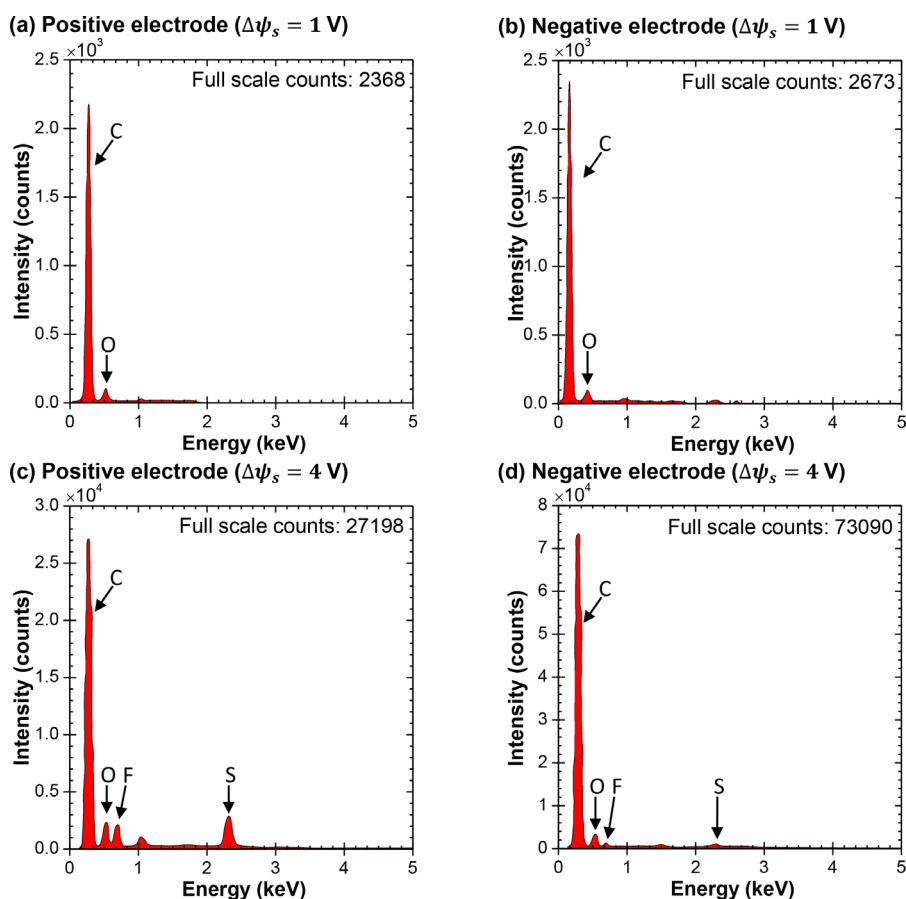 (a) Positive electrode (Δψₛ = 1 V)
×10³
Full scale counts: 2368
2.5
2.0
1.5
1.0
0.5
0.0
Intensity (counts)
C
O
0 1 2 3 4 5
Energy (keV)
(b) Negative electrode (Δψₛ = 1 V)
×10³
Full scale counts: 2673
2.5
2.0
1.5
1.0
0.5
0.0
Intensity (counts)
C
O
0 1 2 3 4 5
Energy (keV)
(c) Positive electrode (Δψₛ = 4 V)
×10⁴
Full scale counts: 27198
3.0
2.5
2.0
1.5
1.0
0.5
0.0
Intensity (counts)
C
O F S
0 1 2 3 4 5
Energy (keV)
(d) Negative electrode (Δψₛ = 4 V)
×10⁴
Full scale counts: 73090
8
7
6
5
4
3
2
1
0
Intensity (counts)
C
O F S
0 1 2 3 4 5
Energy (keV)